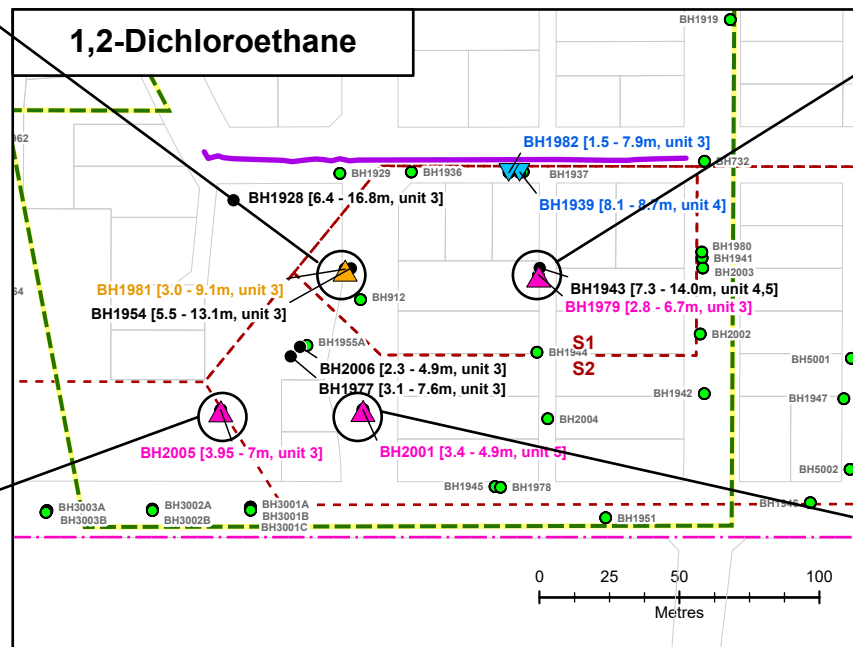 1,2-Dichloroethane
BH1919
962
BH1982 [1.5 - 7.9m, unit 3]
BH732
BH1929
BH1936
BH1937
BH1928 [6.4 - 16.8m, unit 3]
BH1939 [8.1 - 8.7m, unit 4]
BH1980
BH1941
BH2003
BH1981 [3.0 - 9.1m, unit 3]
BH1943 [7.3 - 14.0m, unit 4,5]
64
BH912
BH1979 [2.8 - 6.7m, unit 3]
BH1954 [5.5 - 13.1m, unit 3]
BH2002
BH1955A
BH1944
S1
BH5001
BH2006 [2.3 - 4.9m, unit 3]
S2
BH1977 [3.1 - 7.6m, unit 3]
BH1942
BH1947
BH2004
BH2005 [3.95 - 7m, unit 3]
BH2001 [3.4 - 4.9m, unit 5]
BH5002
BH1945
BH1978
BH3003A
BH3002A
BH3001A
BH1946
BH3003B
BH3002B
BH3001B
BH1951
BH3001C
0 25 50 100
Metres